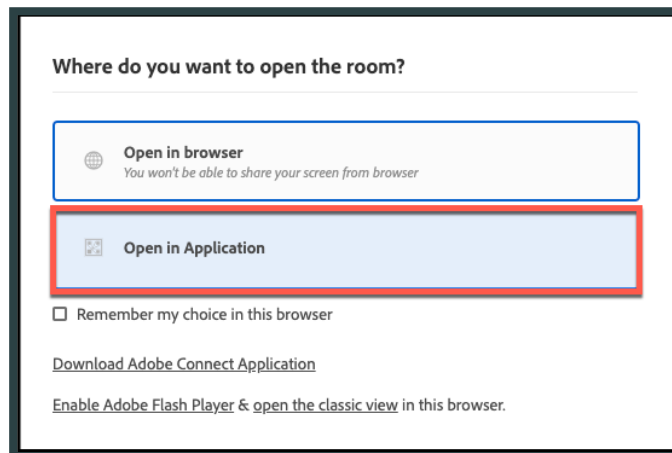 Where do you want to open the room?
Open in browser
You won't be able to share your screen from browser
Open in Application
Remember my choice in this browser
Download Adobe Connect Application
Enable Adobe Flash Player & open the classic view in this browser.